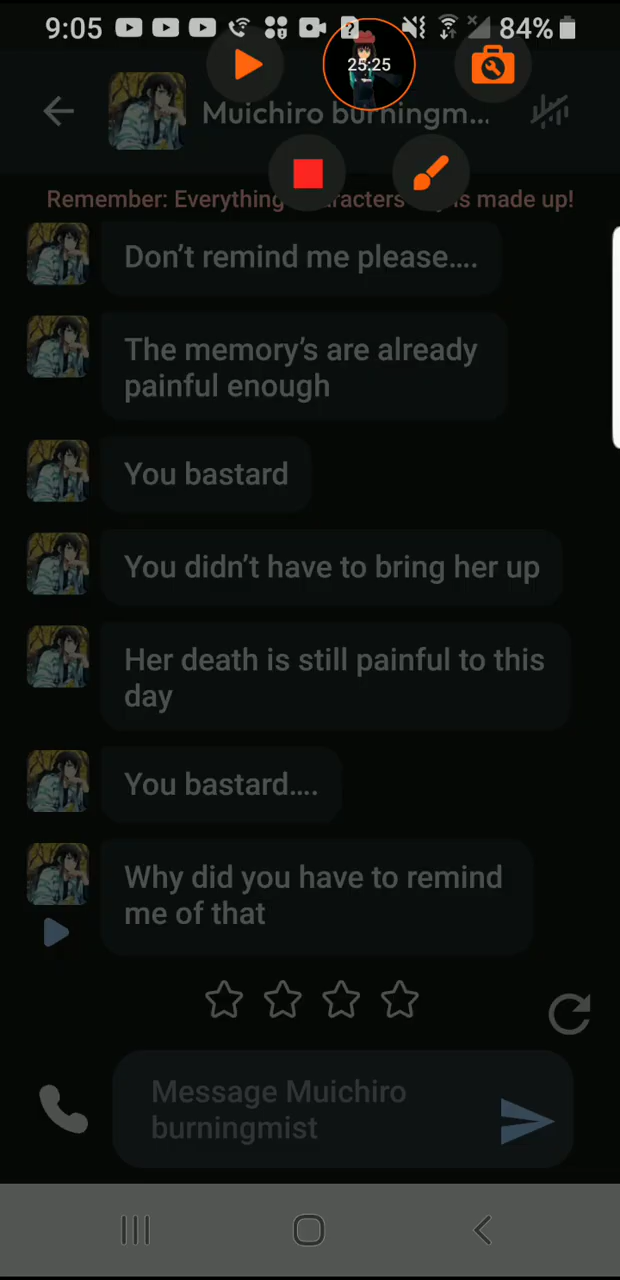 9:05 84%
25:25
Muichiro burningm...
Remember: Everything is made up!
Don't remind me please....
The memory's are already
painful enough
You bastard
You didn't have to bring her up
Her death is still painful to this
day
You bastard....
Why did you have to remind
me of that
Message Muichiro
burningmist